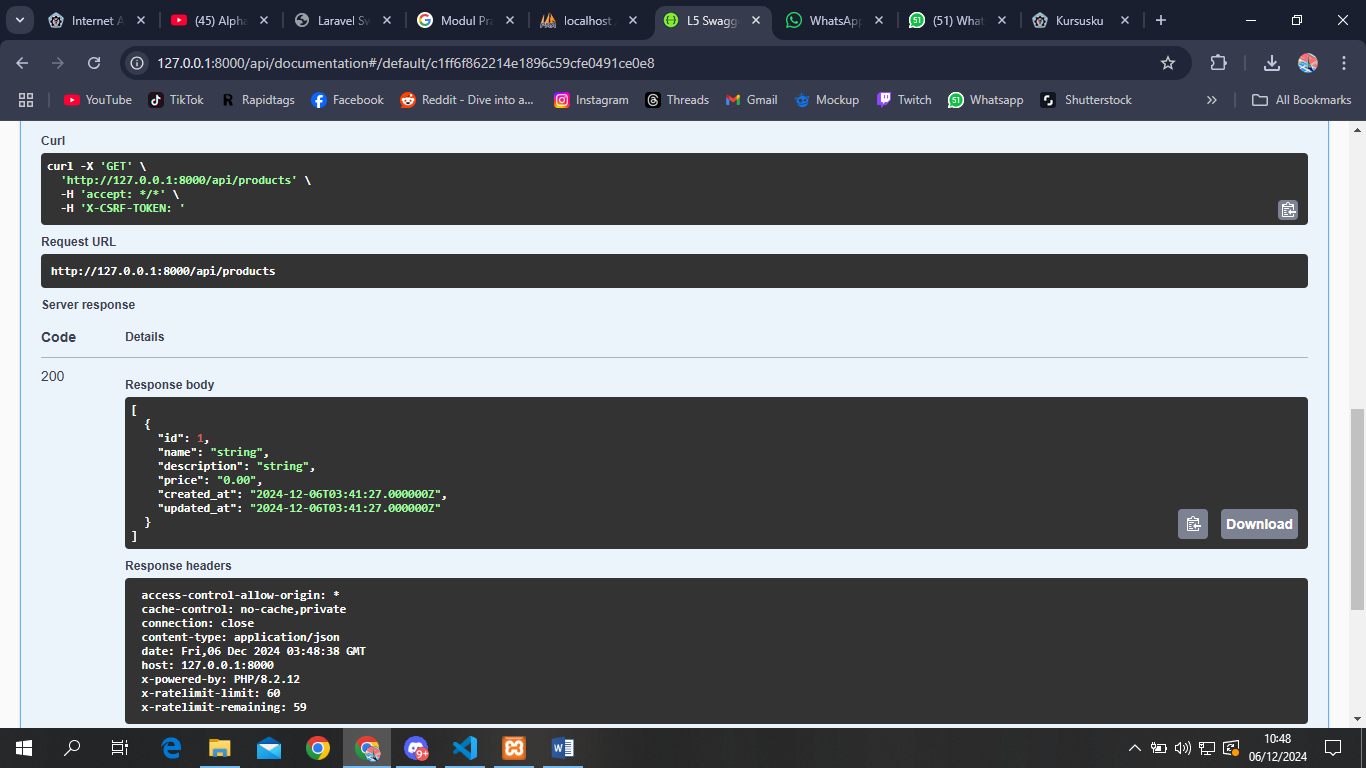 Internet A
(45) Alpha
Laravel Sw
Modul Pra
localhost
L5 Swagg
WhatsApp
(51) What
Kursusku
127.0.0.1:8000/api/documentation#/default/c1ff6f862214e1896c59cfe0491ce0e8
YouTube
TikTok
Rapidtags
Facebook
Reddit - Dive into a...
Instagram
Threads
Gmail
Mockup
Twitch
Whatsapp
Shutterstock
»
All Bookmarks
Curl
curl -X 'GET' \
'http://127.0.0.1:8000/api/products' \
-H 'accept: */*' \
-H 'X-CSRF-TOKEN: '
Request URL
http://127.0.0.1:8000/api/products
Server response
Code Details
200
Response body
[
{
"id": 1,
"name": "string",
"description": "string",
"price": "0.00",
"created_at": "2024-12-06T03:41:27.000000Z",
"updated_at": "2024-12-06T03:41:27.000000Z"
}
]
Download
Response headers
access-control-allow-origin: *
cache-control: no-cache,private
connection: close
content-type: application/json
date: Fri,06 Dec 2024 03:48:38 GMT
host: 127.0.0.1:8000
x-powered-by: PHP/8.2.12
x-ratelimit-limit: 60
x-ratelimit-remaining: 59
9+
10:48
06/12/2024